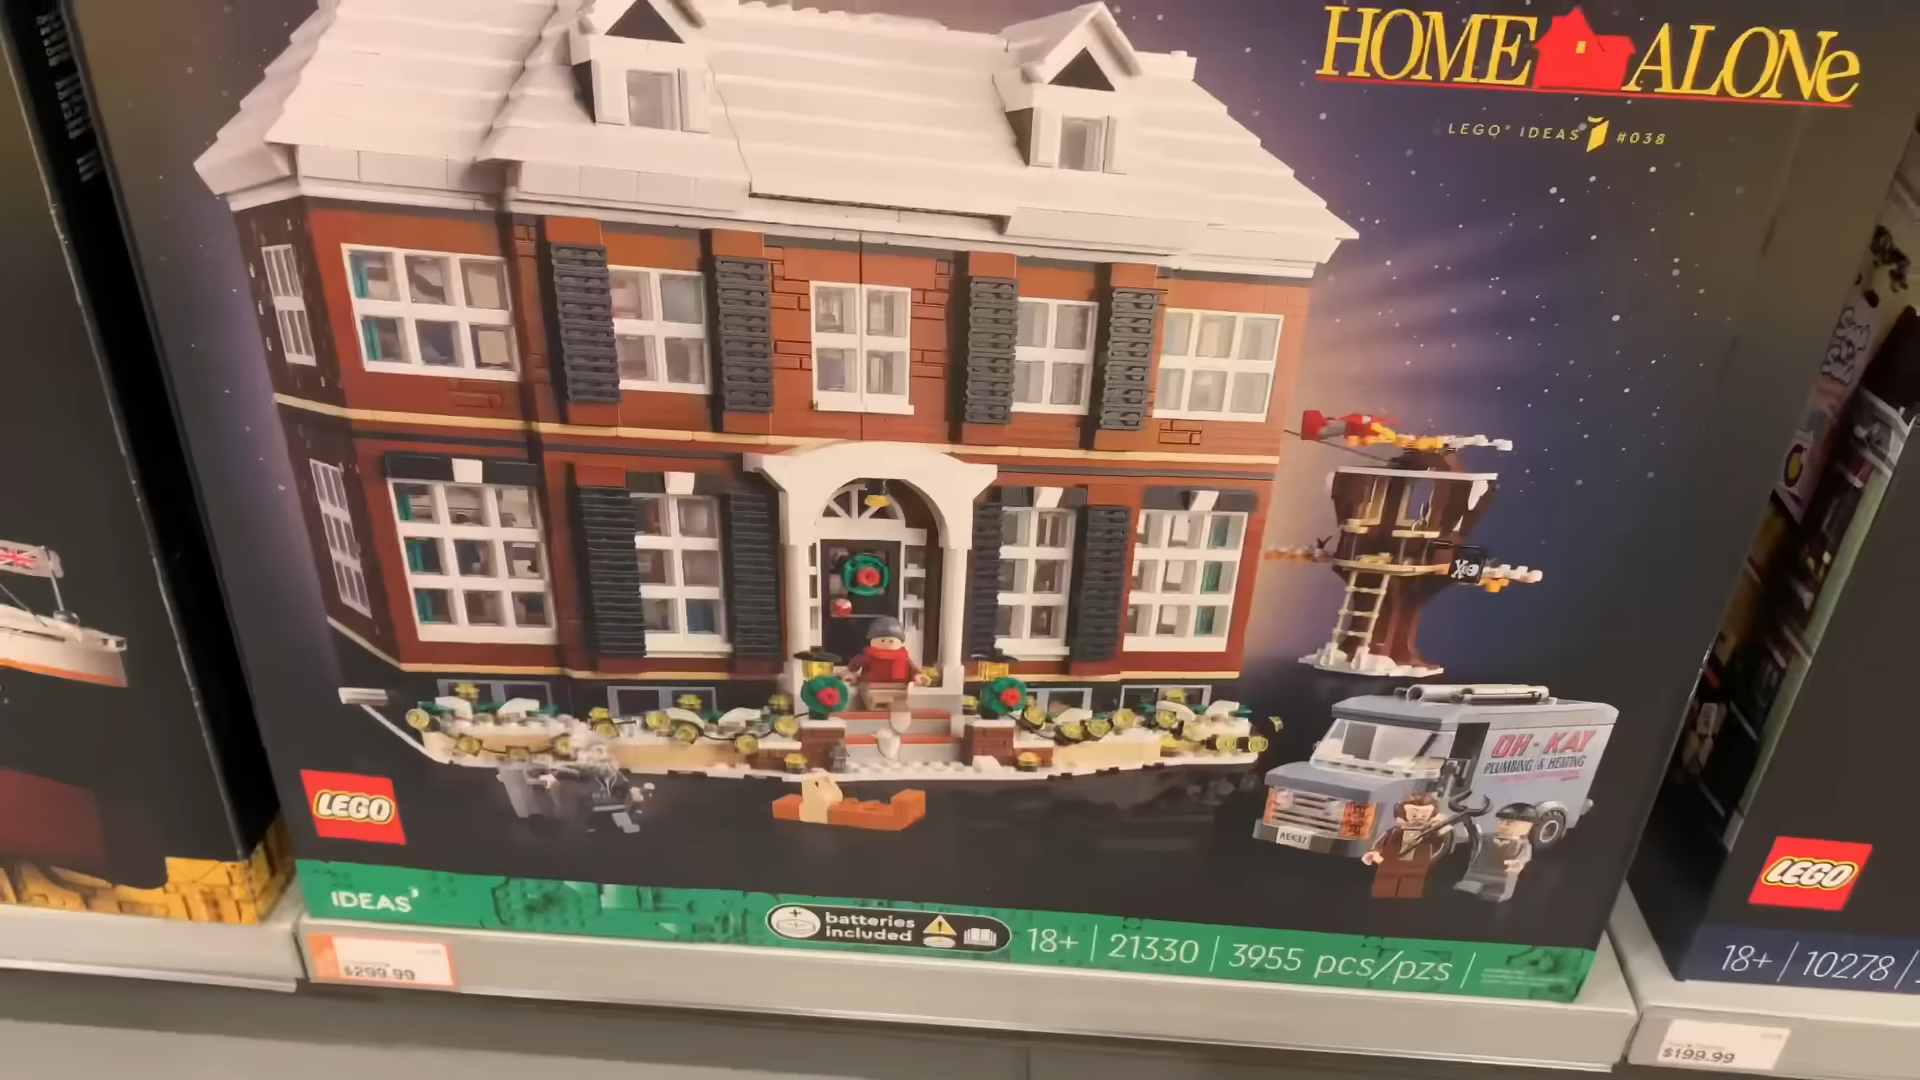 HOME ALONe
LEGO® IDEAS #038
OH-KAY
PLUMBING & HEATING
LEGO
IDEAS
batteries
included
18+ | 21330 | 3955 pcs/pzs
$299.99
LEGO
18+ | 10278
$199.99